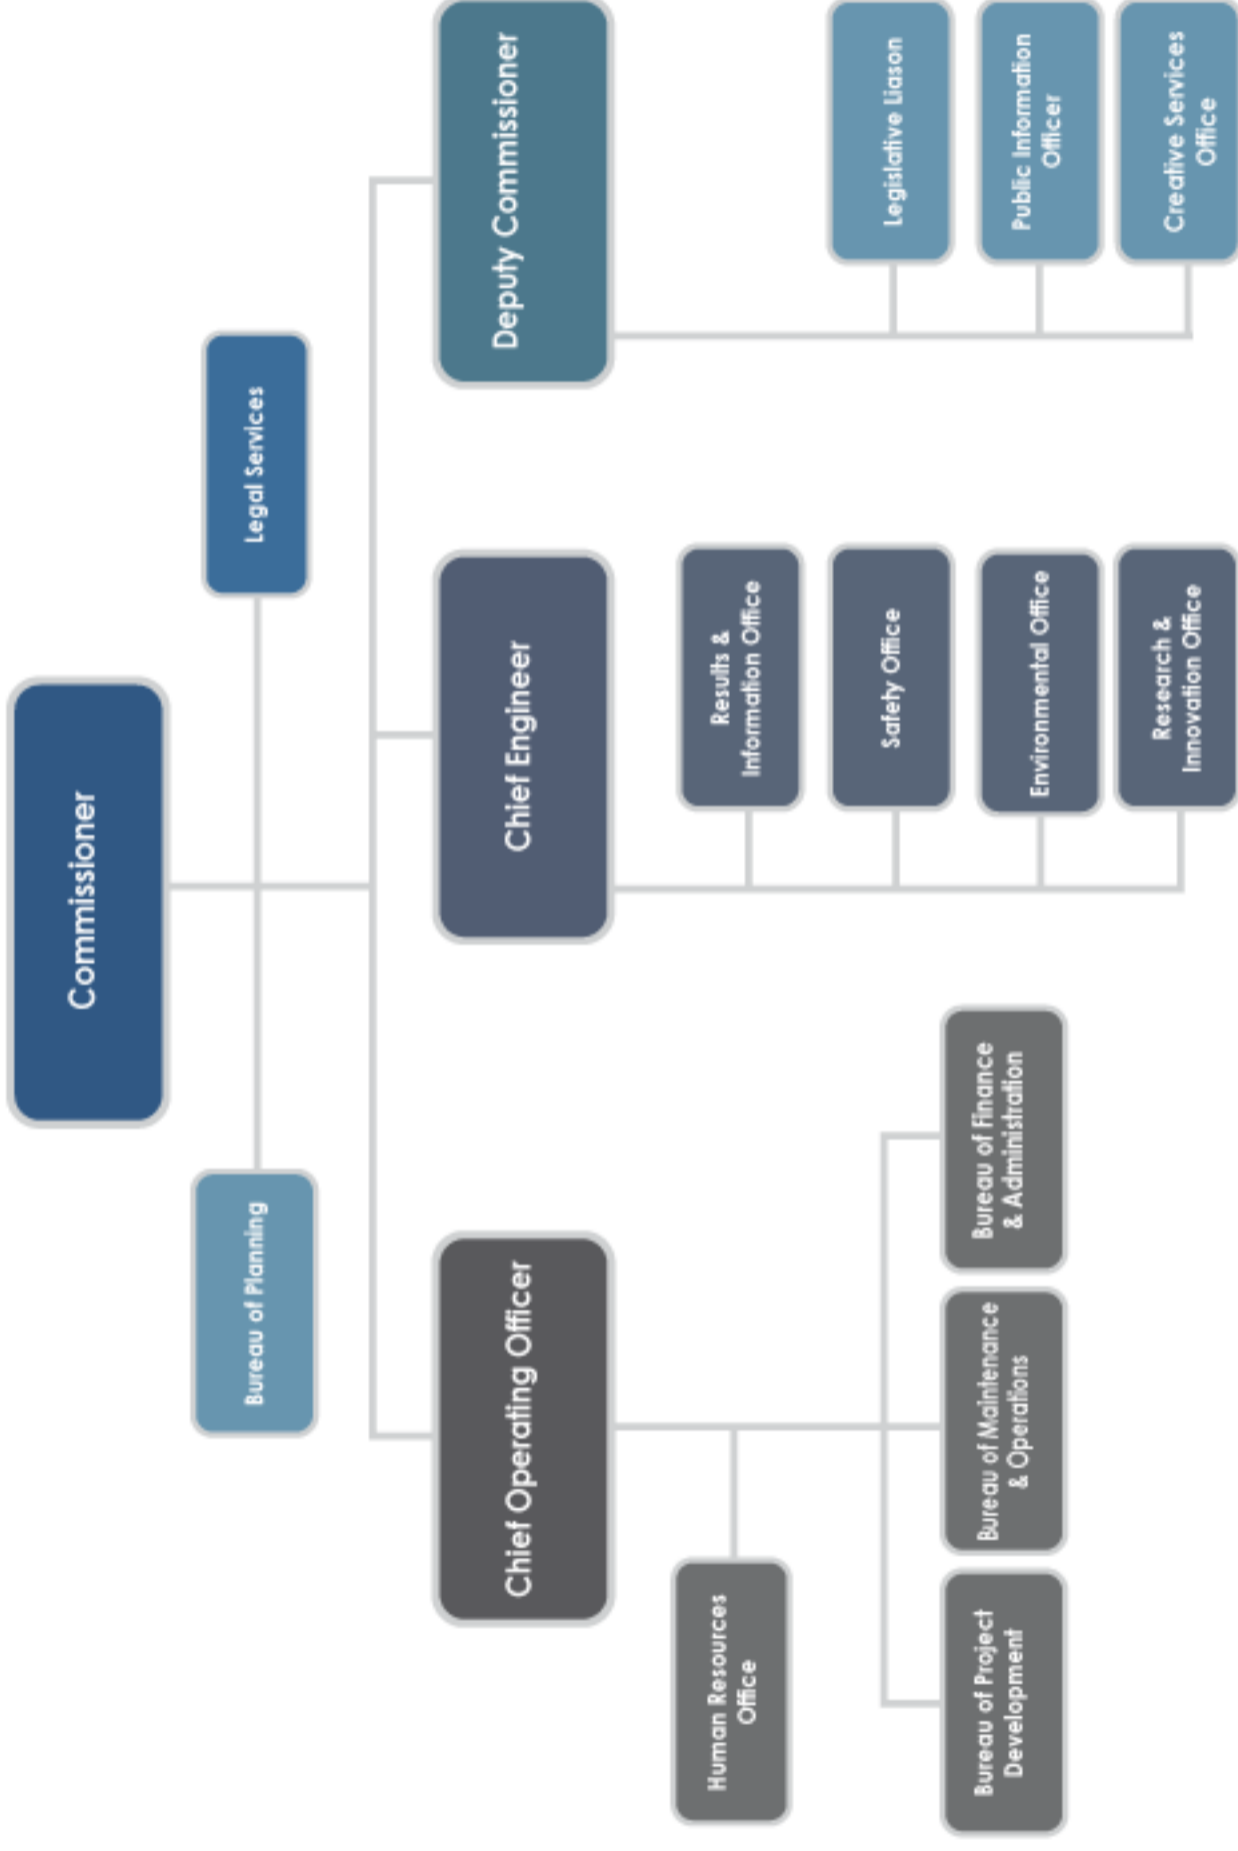 Commissioner
Bureau of Planning
Legal Services
Chief Operating Officer
Chief Engineer
Deputy Commissioner
Human Resources
Office
Bureau of Project
Development
Bureau of Maintenance
& Operations
Bureau of Finance
& Administration
Results &
Information Office
Safety Office
Environmental Office
Research &
Innovation Office
Legislative Liason
Public Information
Officer
Creative Services
Office